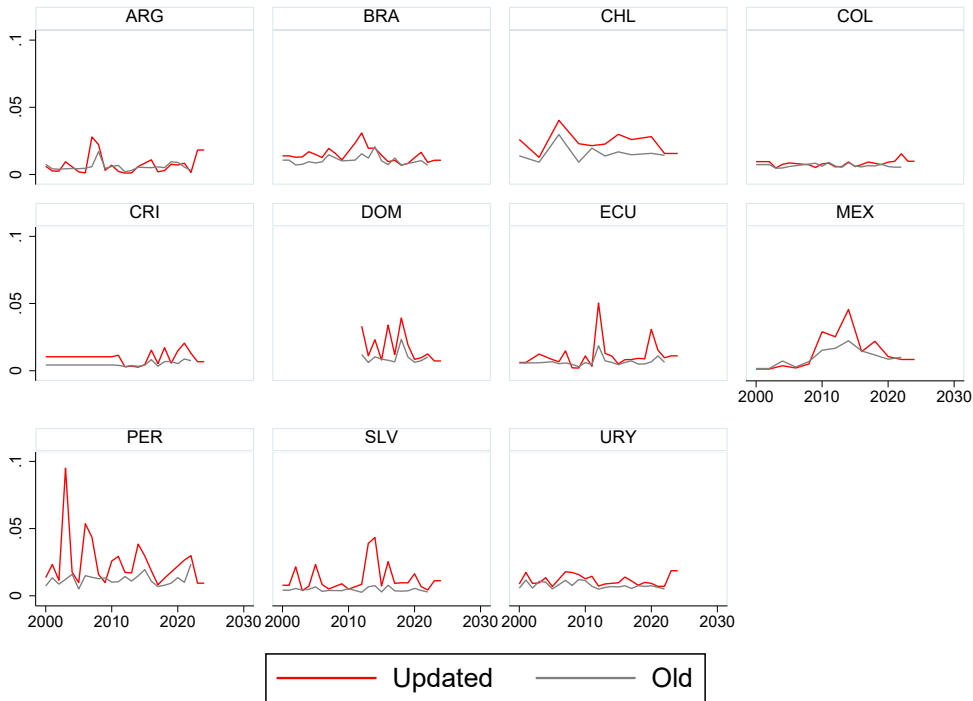 ARG BRA CHL COL
.1
.05
0
CRI DOM ECU MEX
.1
.05
0
2000 2010 2020 2030
PER SLV URY
.1
.05
0
2000 2010 2020 2030 2000 2010 2020 2030 2000 2010 2020 2030
Updated Old